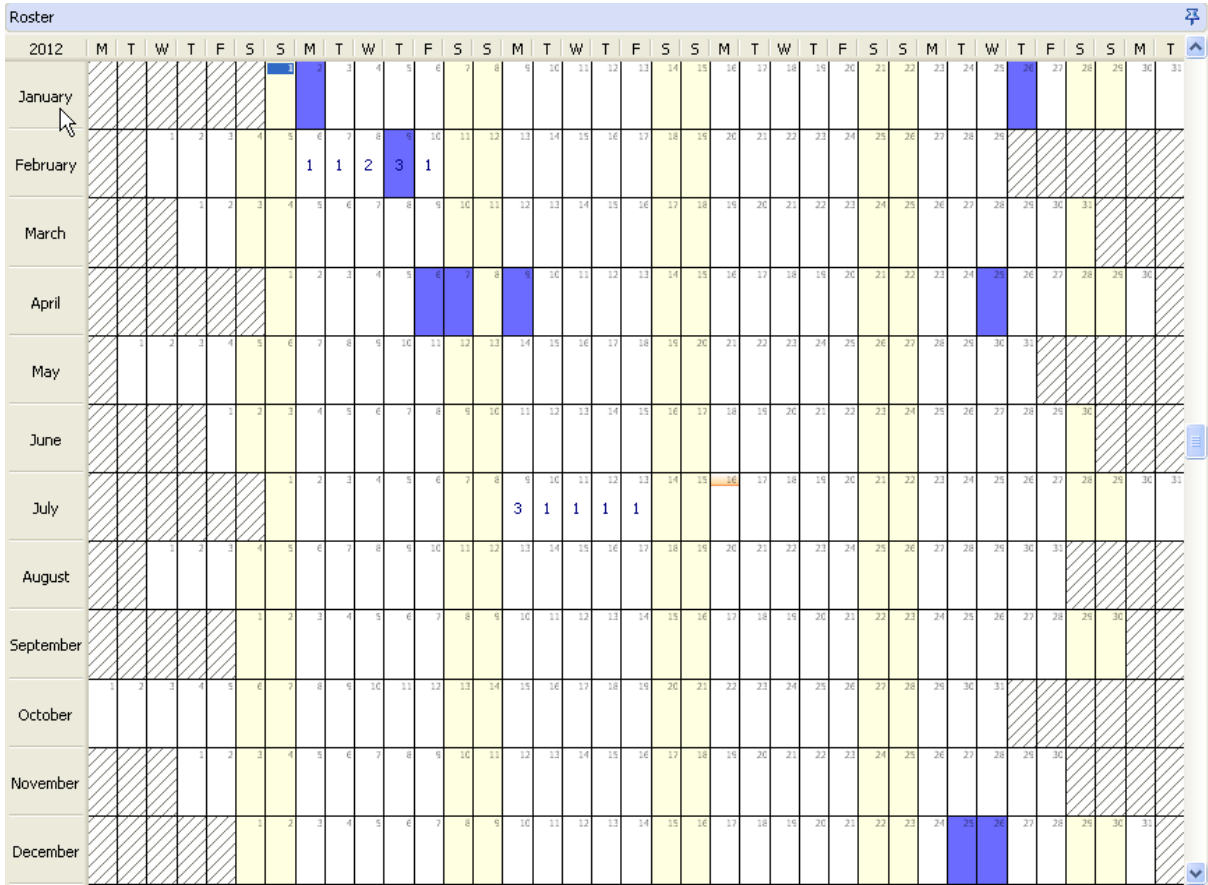 Roster
2012 M T W T F S S M T W T F S S M T W T F S S M T W T F S S M T W T F S S M T
January 1 2 3 4 5 6 7 8 9 10 11 12 13 14 15 16 17 18 19 20 21 22 23 24 25 26 27 28 29 30 31
February 1 2 3 4 5 6 7 8 9 10 11 12 13 14 15 16 17 18 19 20 21 22 23 24 25 26 27 28 29
1 1 2 3 1
March 1 2 3 4 5 6 7 8 9 10 11 12 13 14 15 16 17 18 19 20 21 22 23 24 25 26 27 28 29 30 31
April 1 2 3 4 5 6 7 8 9 10 11 12 13 14 15 16 17 18 19 20 21 22 23 24 25 26 27 28 29 30
May 1 2 3 4 5 6 7 8 9 10 11 12 13 14 15 16 17 18 19 20 21 22 23 24 25 26 27 28 29 30 31
June 1 2 3 4 5 6 7 8 9 10 11 12 13 14 15 16 17 18 19 20 21 22 23 24 25 26 27 28 29 30
July 1 2 3 4 5 6 7 8 9 10 11 12 13 14 15 16 17 18 19 20 21 22 23 24 25 26 27 28 29 30 31
3 1 1 1 1
August 1 2 3 4 5 6 7 8 9 10 11 12 13 14 15 16 17 18 19 20 21 22 23 24 25 26 27 28 29 30 31
September 1 2 3 4 5 6 7 8 9 10 11 12 13 14 15 16 17 18 19 20 21 22 23 24 25 26 27 28 29 30
October 1 2 3 4 5 6 7 8 9 10 11 12 13 14 15 16 17 18 19 20 21 22 23 24 25 26 27 28 29 30 31
November 1 2 3 4 5 6 7 8 9 10 11 12 13 14 15 16 17 18 19 20 21 22 23 24 25 26 27 28 29 30
December 1 2 3 4 5 6 7 8 9 10 11 12 13 14 15 16 17 18 19 20 21 22 23 24 25 26 27 28 29 30 31